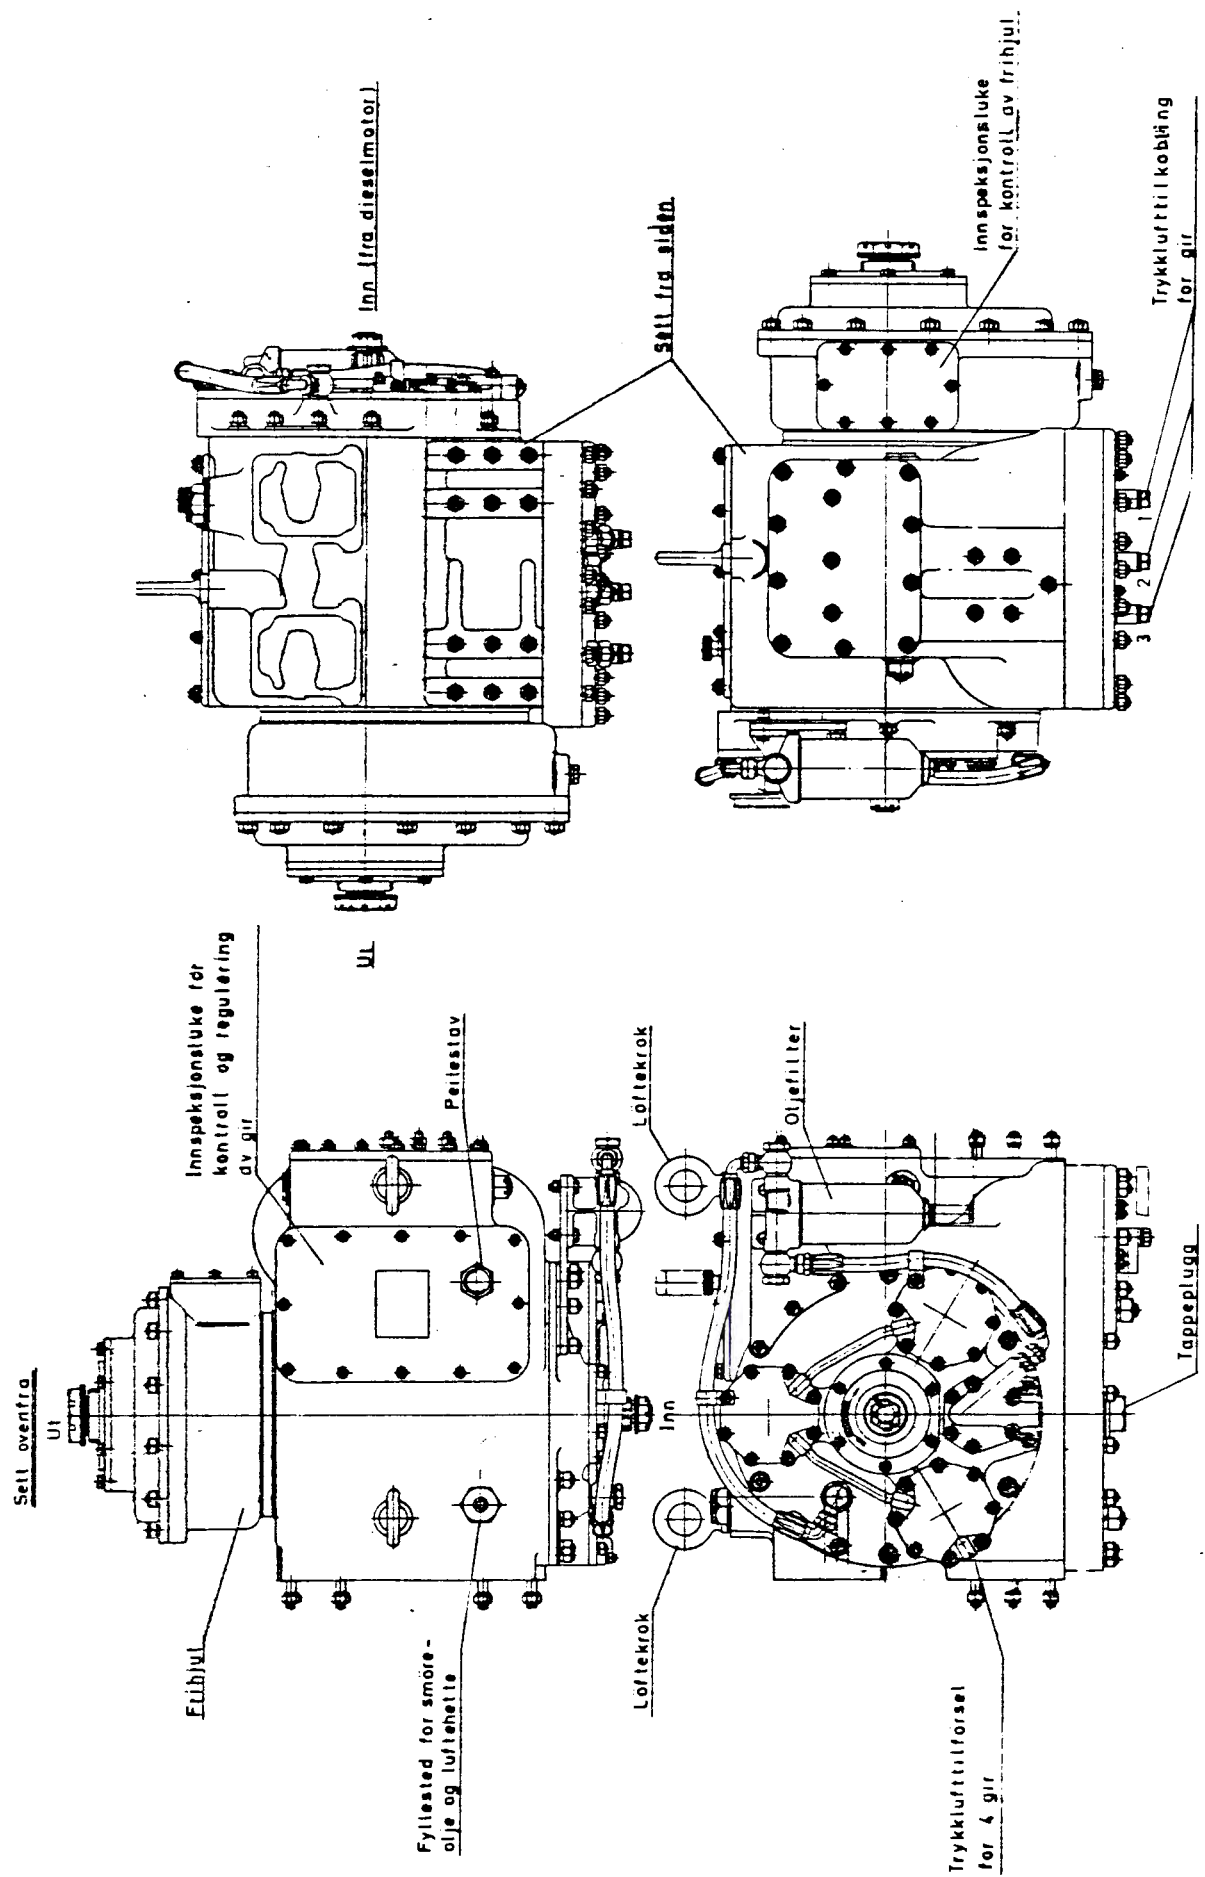 Sett ovenfra
Ut
Frihjul
Fyllested for smøre-
olje og luftehette
Innspeksjonsluke for
kontroll og regulering
av gir
Peilestav
Ut
Inn (fra dieselmotor)
Sett fra siden
Inn
Løftekrok
Løftekrok
Oljefilter
Tappeplugg
Trykklufttilførsel
for 4 gir
Innspeksjonsluke
for kontroll av frihjul
Trykklufttilkobling
for gir
1
2
3